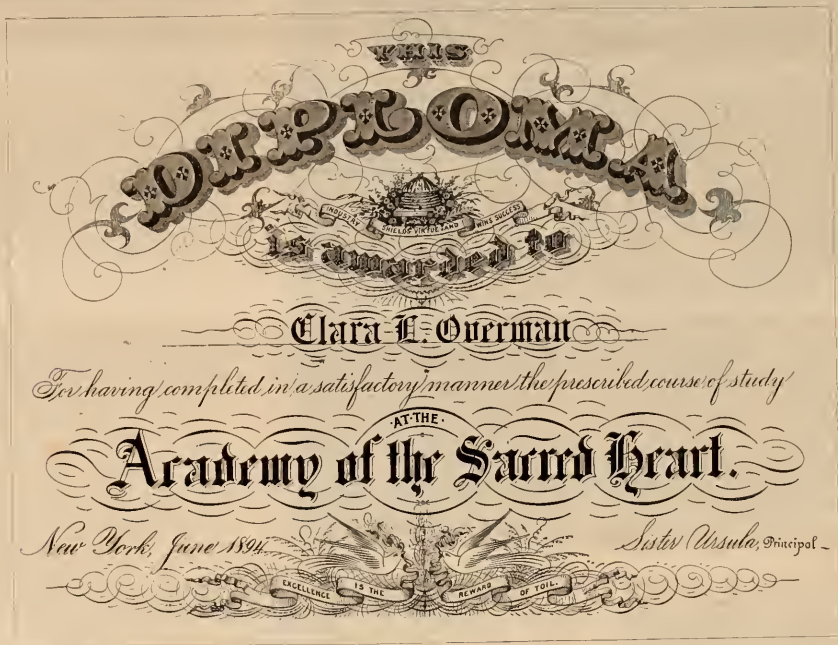 THIS
DIPLOMA
INDUSTRY SHIELDS VIRTUE AND WINS SUCCESS
is awarded to
Clara L. Overman
For having completed in a satisfactory manner the prescribed course of study
AT THE
Academy of the Sacred Heart.
New York, June 1894. Sister Ursula, Principal
EXCELLENCE IS THE REWARD OF TOIL.